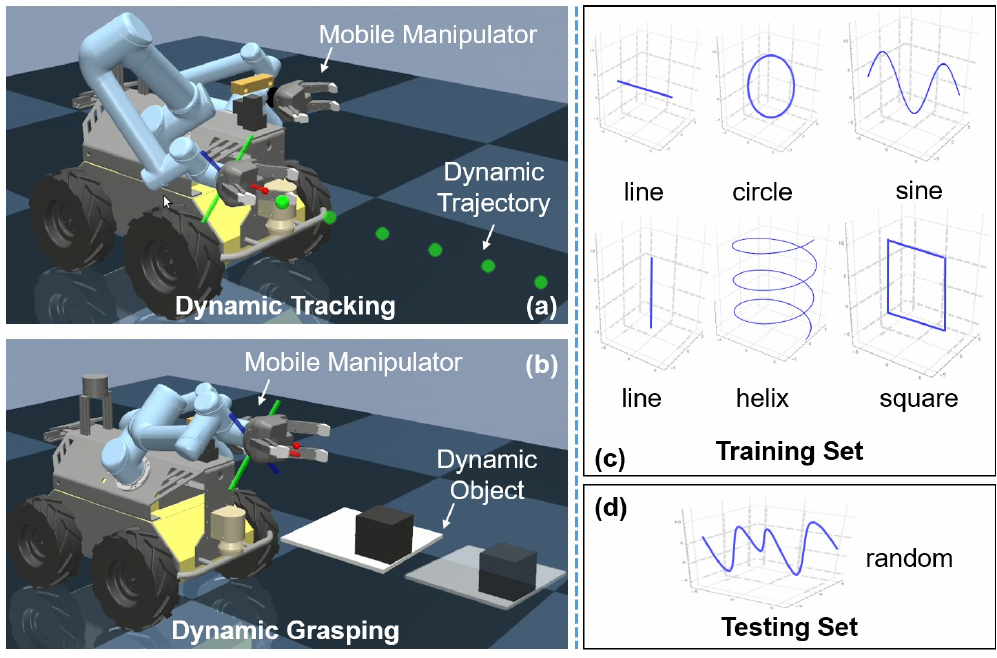 Mobile Manipulator
Dynamic
Trajectory
Dynamic Tracking
(a)
Mobile Manipulator
(b)
Dynamic
Object
Dynamic Grasping
line
circle
sine
line
helix
square
(c)
Training Set
(d)
random
Testing Set